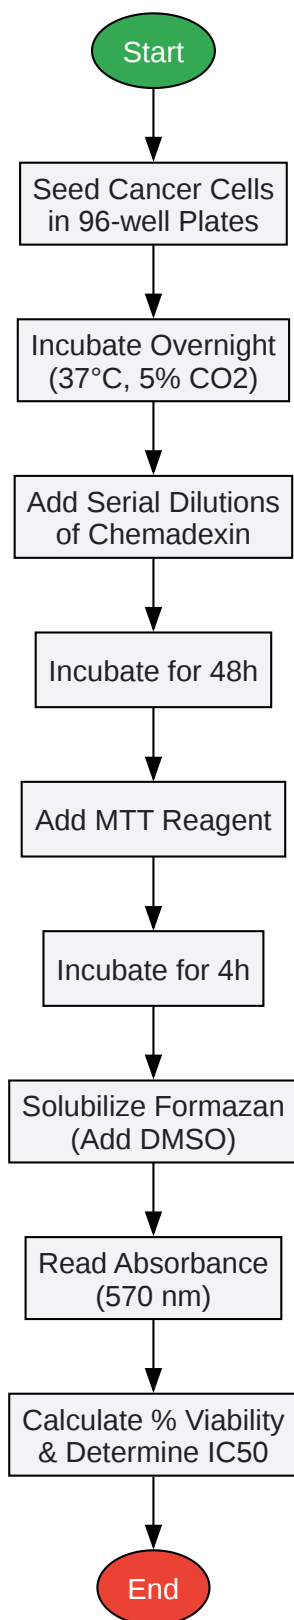 Start
Seed Cancer Cells
in 96-well Plates
Incubate Overnight
(37°C, 5% CO2)
Add Serial Dilutions
of Chemadexin
Incubate for 48h
Add MTT Reagent
Incubate for 4h
Solubilize Formazan
(Add DMSO)
Read Absorbance
(570 nm)
Calculate % Viability
& Determine IC50
End